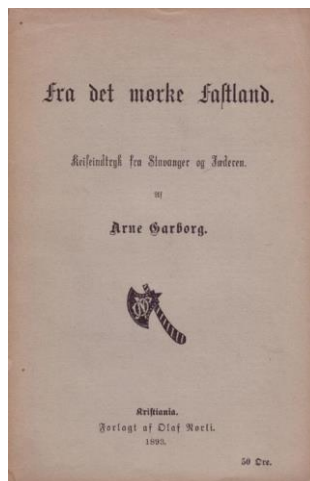 Fra det mørke Fastland.
Reiseindtryk fra Stavanger og Jæderen.
Af
Arne Garborg.
Kristiania.
Forlagt af Olaf Norli.
1893.
50 Øre.